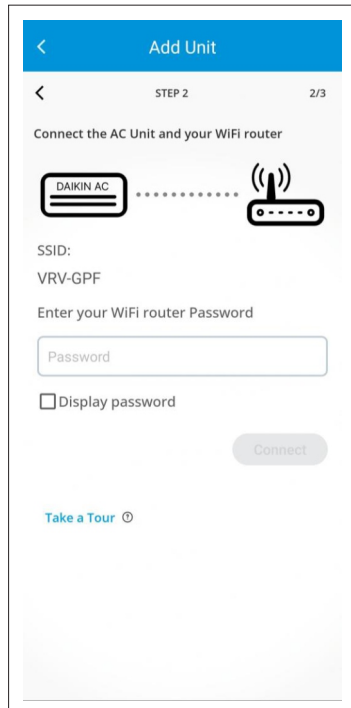 Add Unit
STEP 2 2/3
Connect the AC Unit and your WiFi router
DAIKIN AC
SSID:
VRV-GPF
Enter your WiFi router Password
Password
Display password
Connect
Take a Tour ?